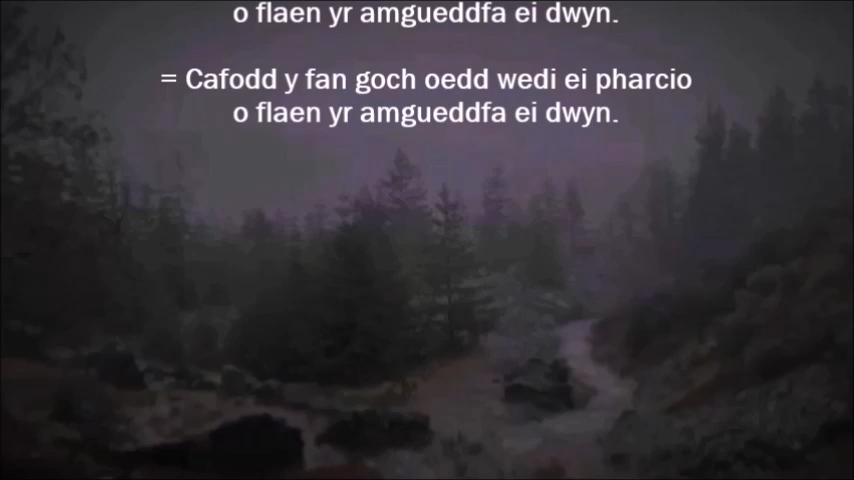 o flaen yr amgueddfa ei dwyn.
= Cafodd y fan goch oedd wedi ei pharcio
o flaen yr amgueddfa ei dwyn.